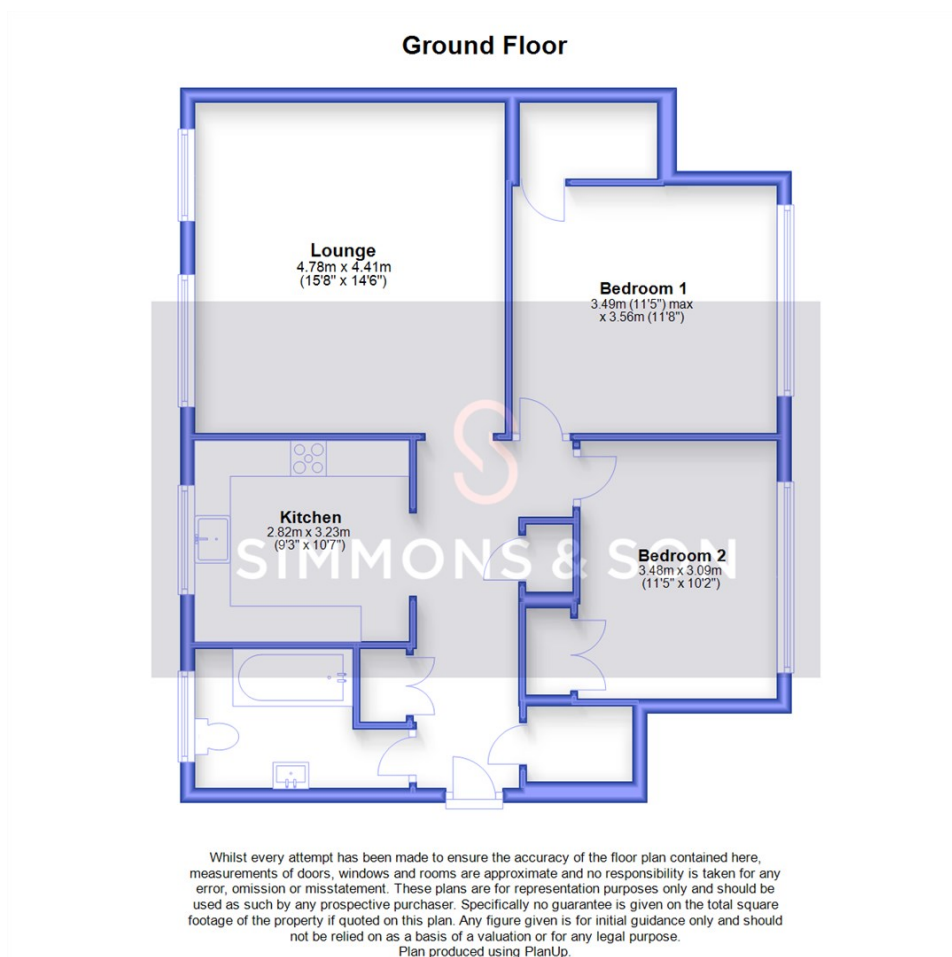 Ground Floor
Lounge
4.78m x 4.41m
(15'8" x 14'6")
Bedroom 1
3.49m (11'5") max
x 3.56m (11'8")
Kitchen
2.82m x 3.23m
(9'3" x 10'7")
SIMMONS & SON
Bedroom 2
3.48m x 3.09m
(11'5" x 10'2")
Whilst every attempt has been made to ensure the accuracy of the floor plan contained here,
measurements of doors, windows and rooms are approximate and no responsibility is taken for any
error, omission or misstatement. These plans are for representation purposes only and should be
used as such by any prospective purchaser. Specifically no guarantee is given on the total square
footage of the property if quoted on this plan. Any figure given is for initial guidance only and should
not be relied on as a basis of a valuation or for any legal purpose.
Plan produced using PlanUp.